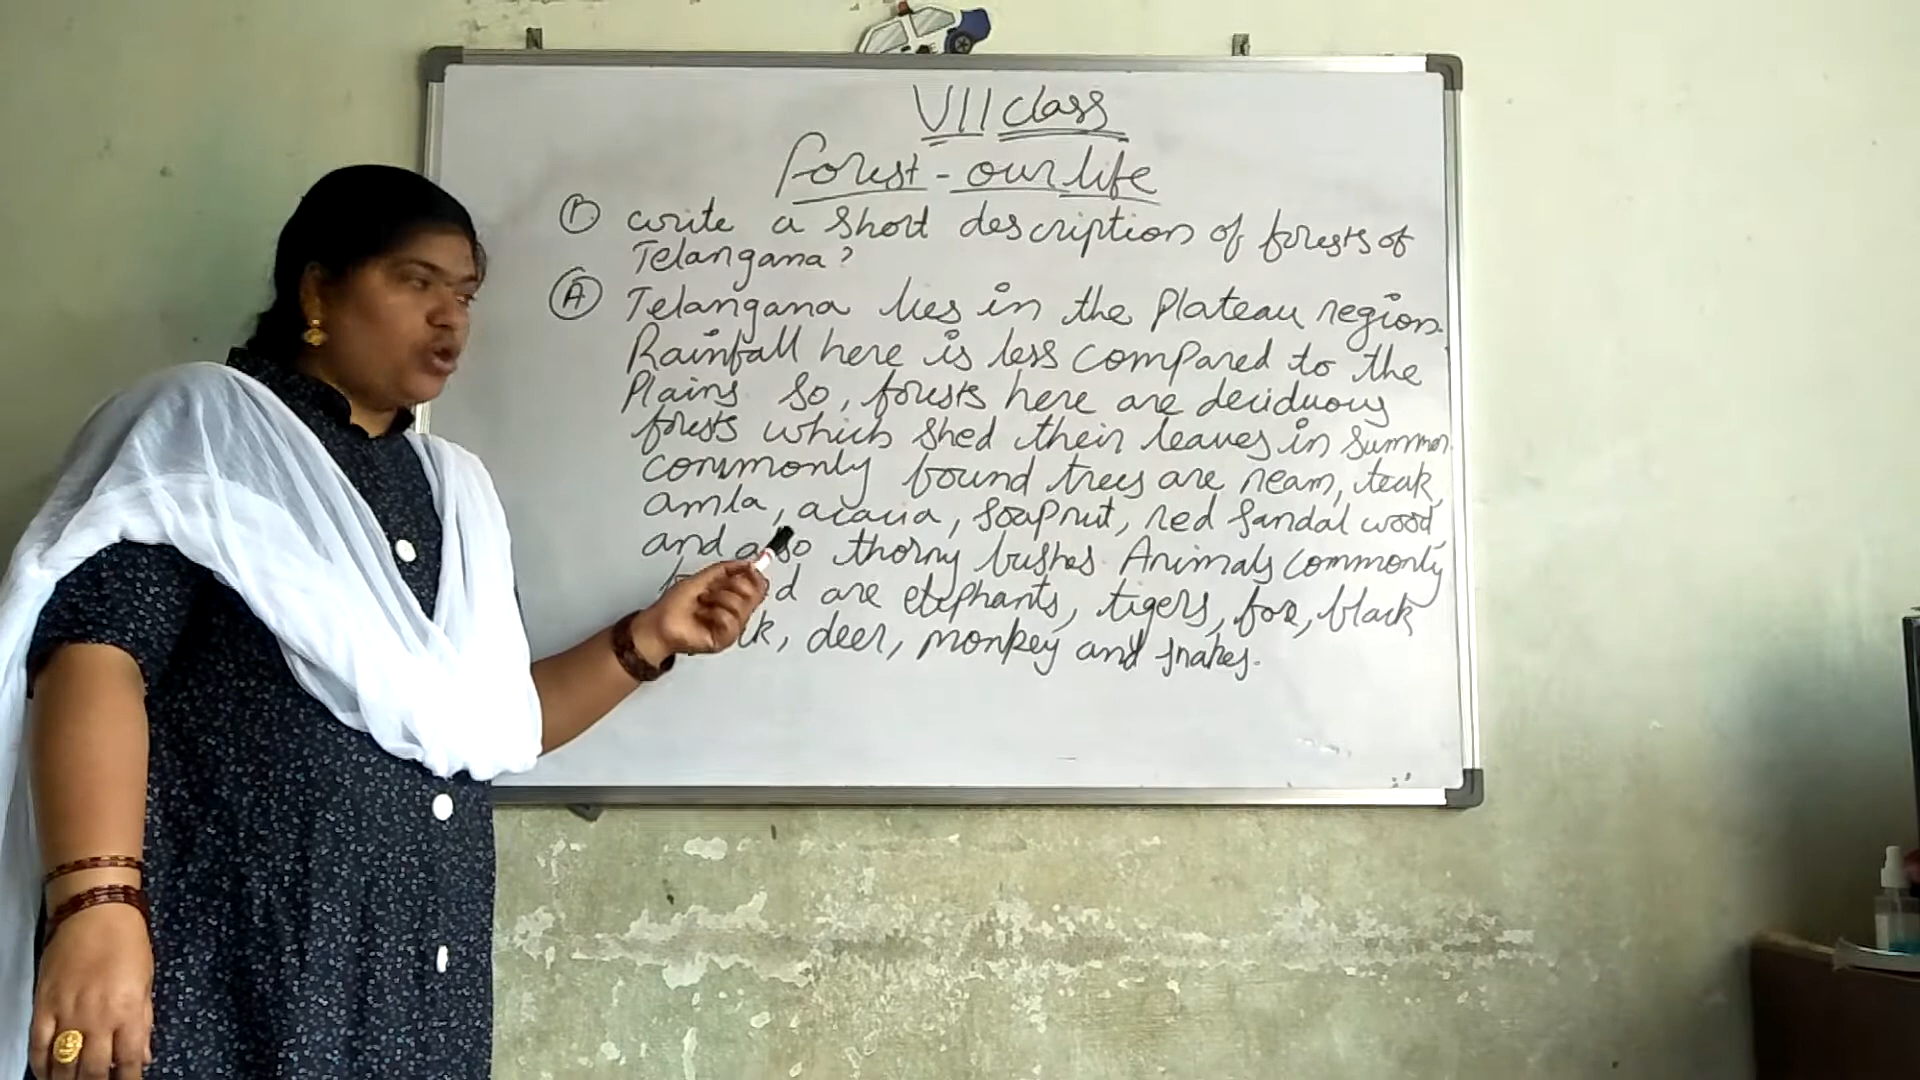 VII class
Forest - our life
1) write a short description of forests of
Telangana?
A) Telangana lies in the Plateau region.
Rainfall here is less compared to the
Plains so, forests here are deciduous
forests which shed their leaves in summer.
commonly found trees are neam, teak,
amla, acacia, soapnut, red sandal wood
and also thorny bushes. Animals commonly
are elephants, tigers, fox, black
deer, monkey and snakes.